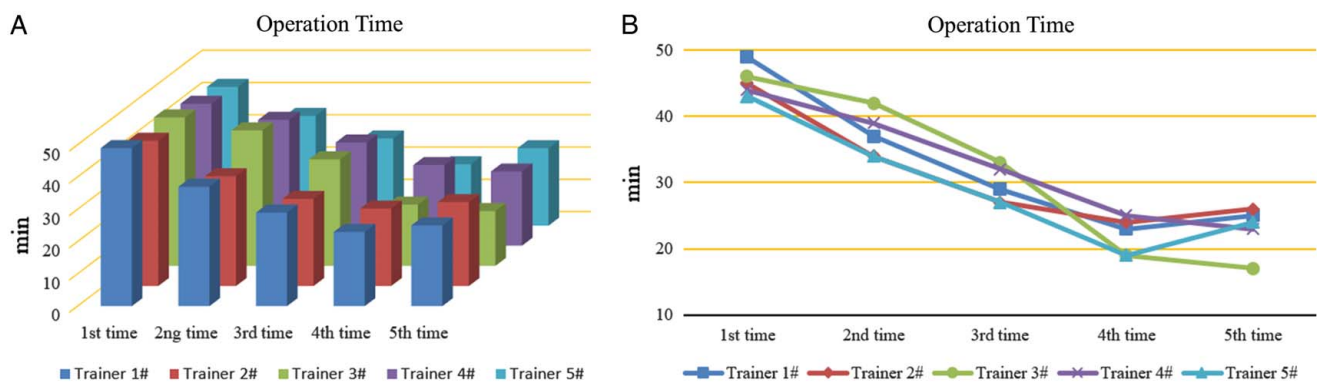 A
Operation Time
min
50
40
30
20
10
0
1st time 2ng time 3rd time 4th time 5th time
Trainer 1# Trainer 2# Trainer 3# Trainer 4# Trainer 5#
B
Operation Time
min
50
40
30
20
10
1st time 2nd time 3rd time 4th time 5th time
Trainer 1# Trainer 2# Trainer 3# Trainer 4# Trainer 5#